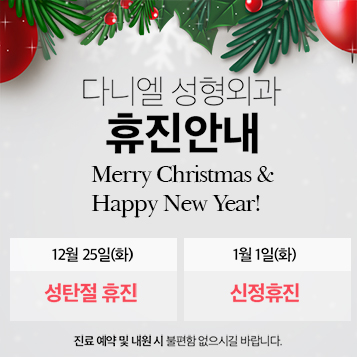 다니엘 성형외과
휴진안내
Merry Christmas &
Happy New Year!
12월 25일(화)
성탄절 휴진
1월 1일(화)
신정휴진
진료 예약 및 내원 시 불편함 없으시길 바랍니다.